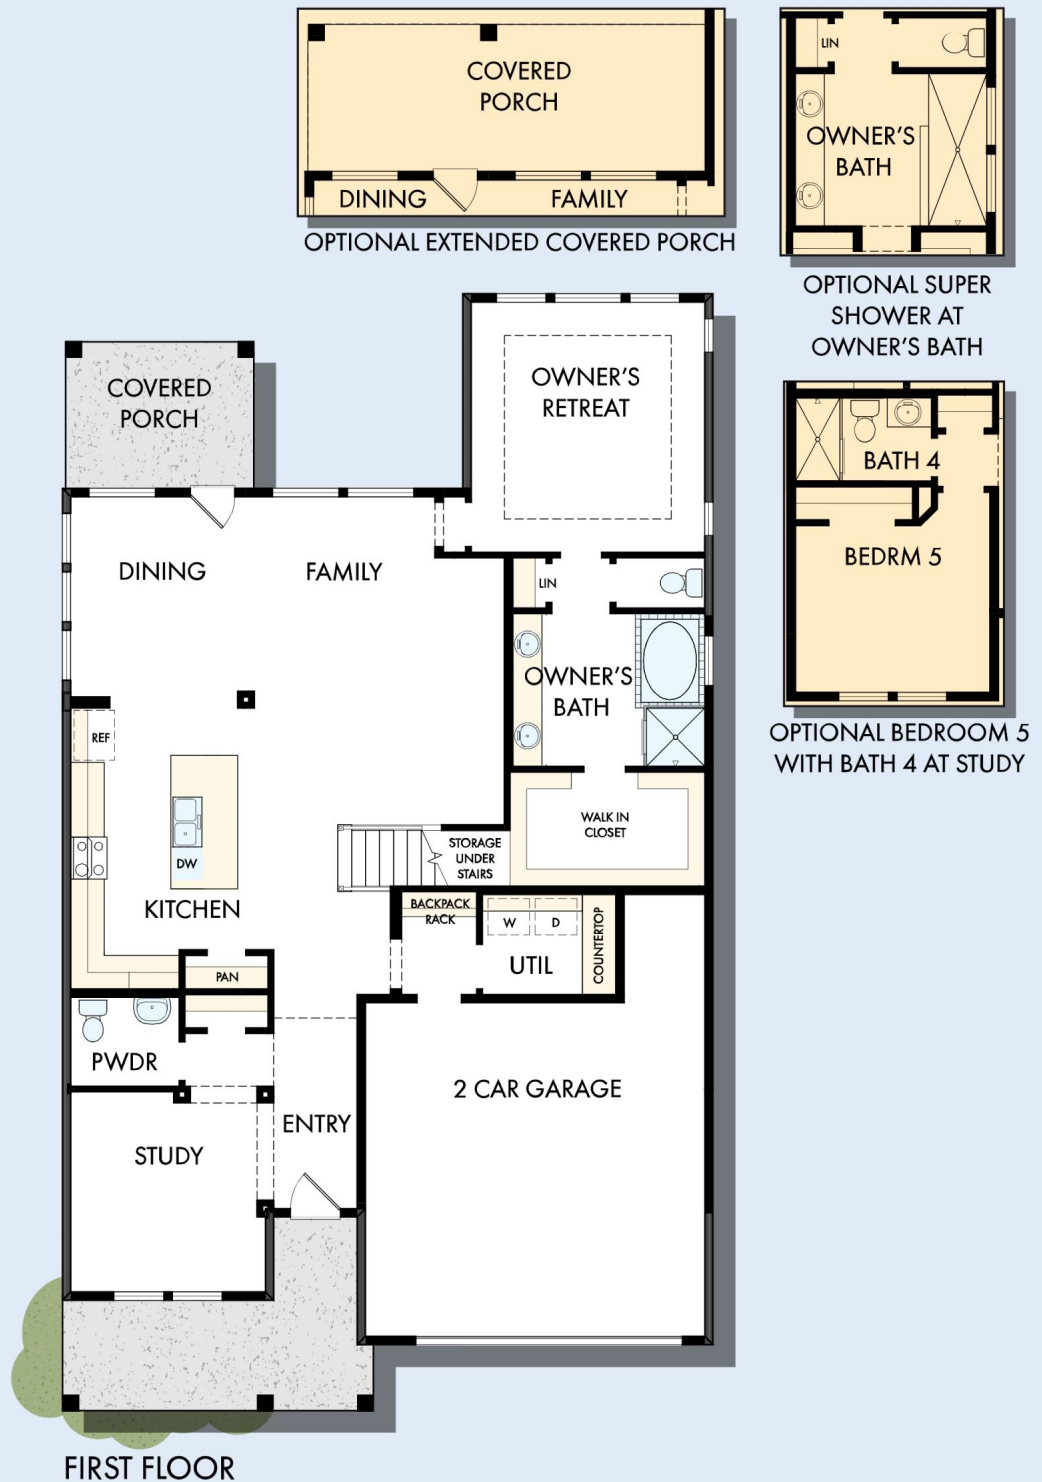 COVERED
PORCH
DINING
FAMILY
OPTIONAL EXTENDED COVERED PORCH
LIN
OWNER'S
BATH
OPTIONAL SUPER
SHOWER AT
OWNER'S BATH
COVERED
PORCH
OWNER'S
RETREAT
BATH 4
BEDRM 5
OPTIONAL BEDROOM 5
WITH BATH 4 AT STUDY
DINING
FAMILY
LIN
OWNER'S
BATH
REF
WALK IN
CLOSET
DW
STORAGE
UNDER
STAIRS
KITCHEN
BACKPACK
RACK
W
D
COUNTERTOP
UTIL
PAN
PWDR
2 CAR GARAGE
ENTRY
STUDY
FIRST FLOOR